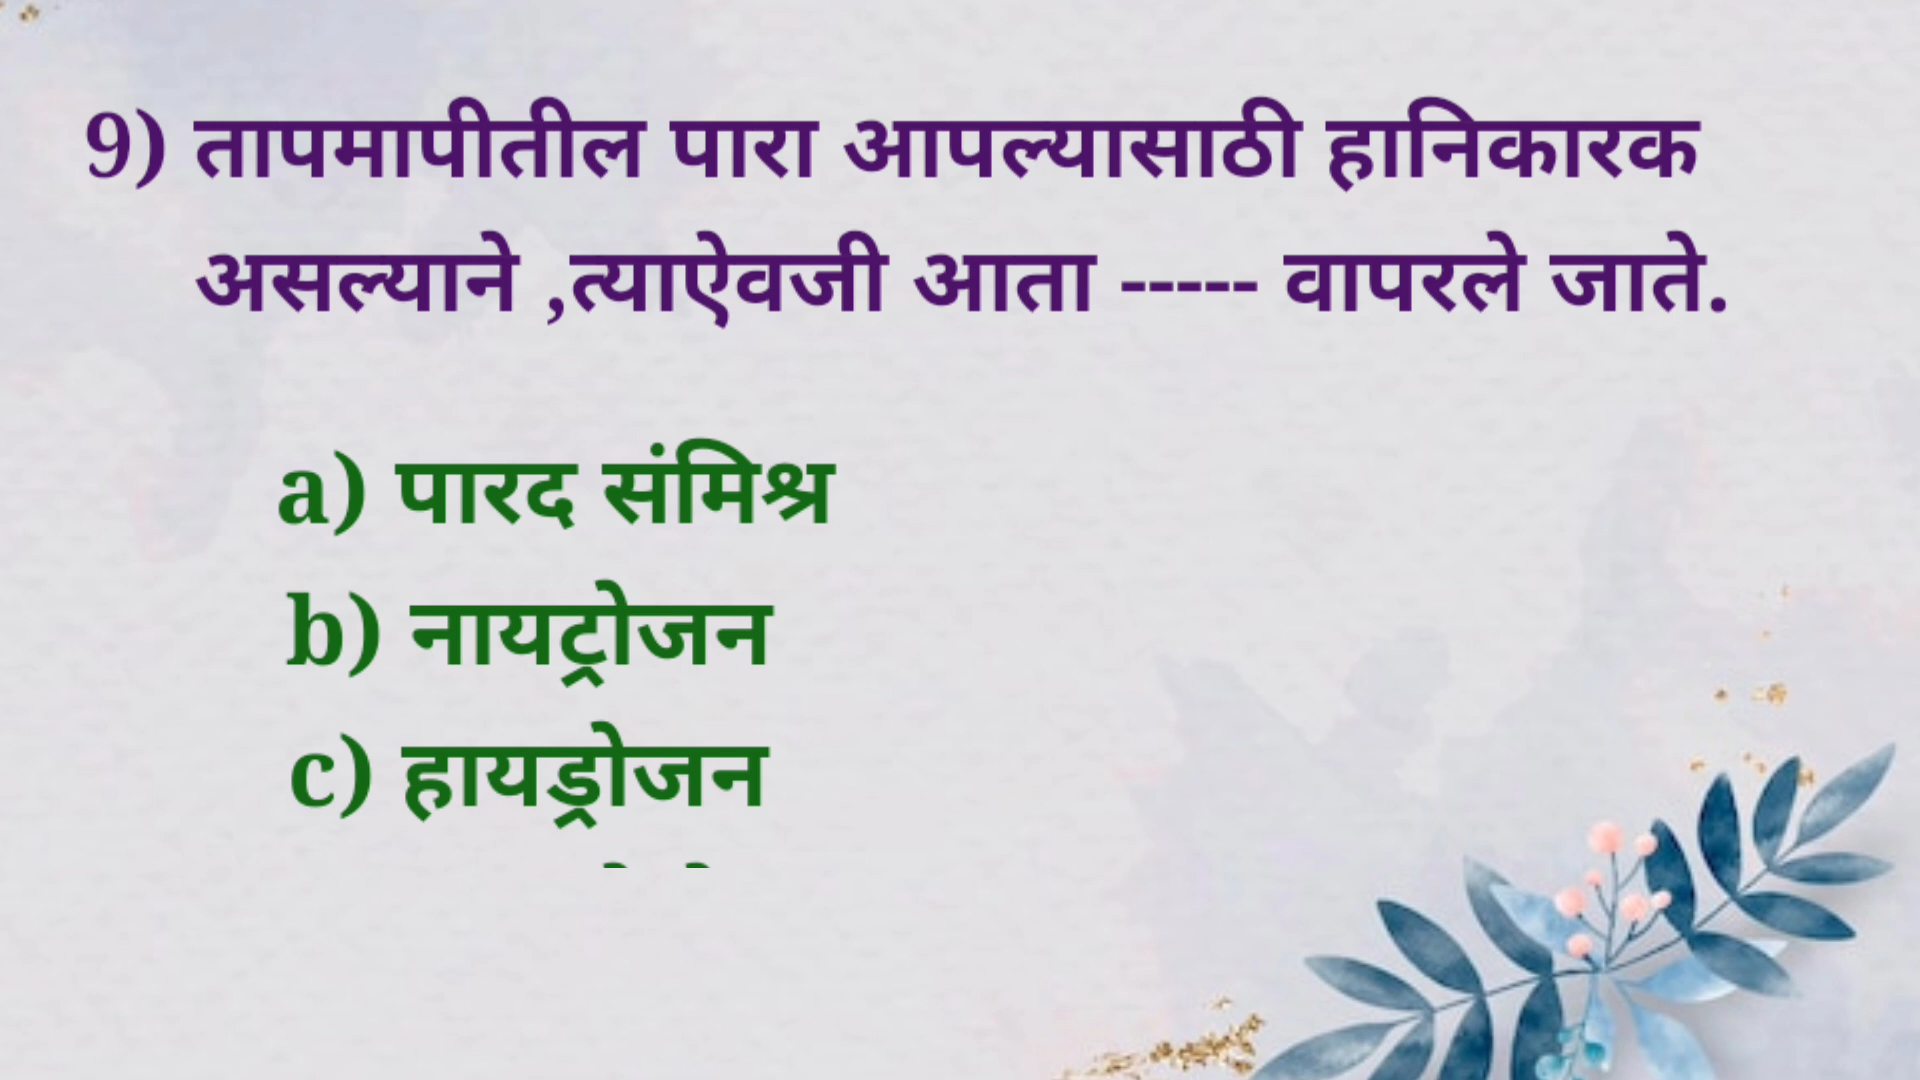 9) तापमापीतील पारा आपल्यासाठी हानिकारक
असल्याने ,त्याऐवजी आता ----- वापरले जाते.
a) पारद संमिश्र
b) नायट्रोजन
c) हायड्रोजन